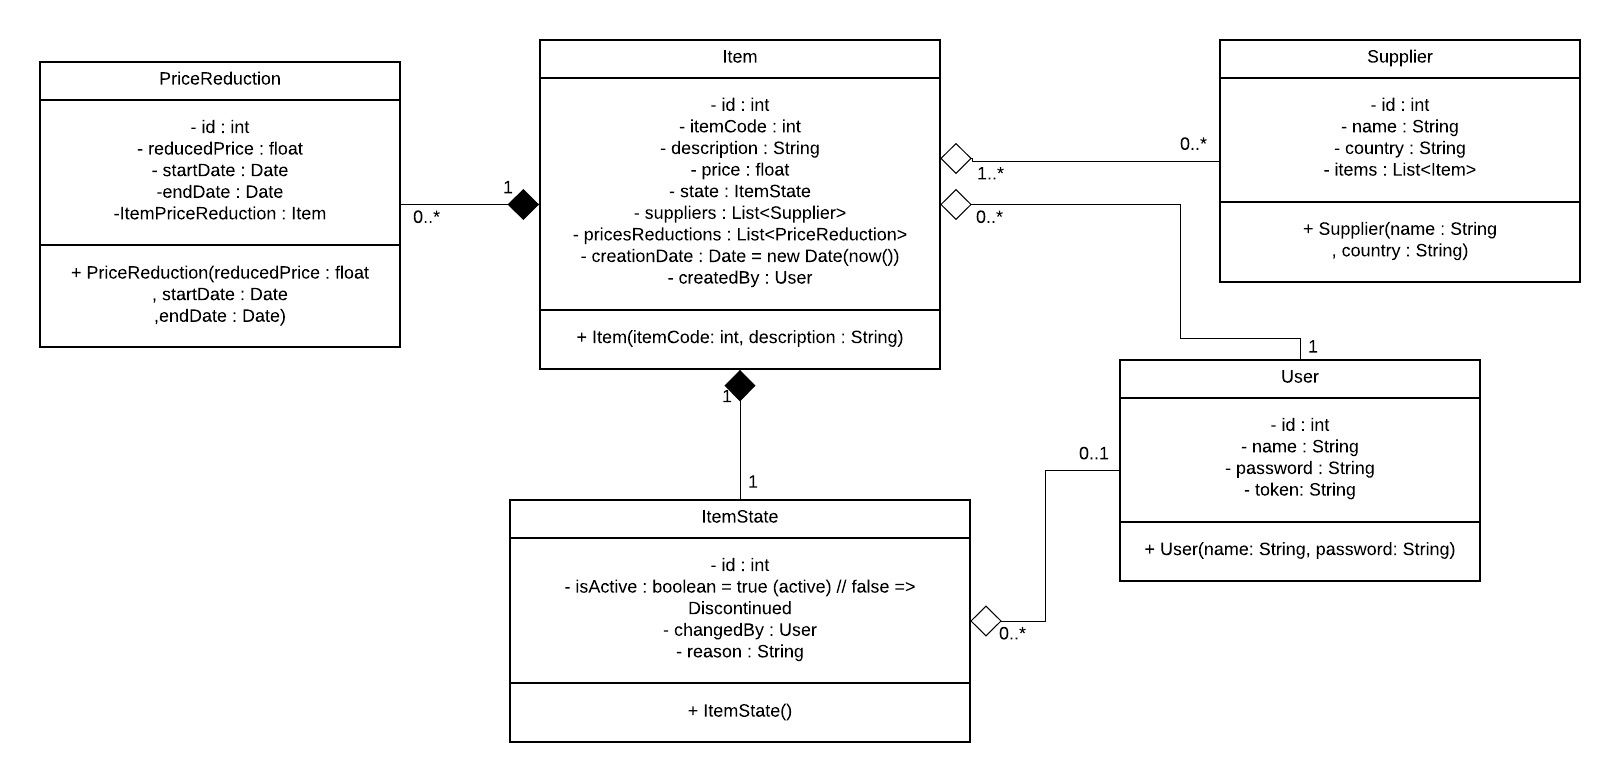 PriceReduction
- id : int
- reducedPrice : float
- startDate : Date
-endDate : Date
-ItemPriceReduction : Item
+ PriceReduction(reducedPrice : float
, startDate : Date
,endDate : Date)
1
0..*
Item
- id : int
- itemCode : int
- description : String
- price : float
- state : ItemState
- suppliers : List<Supplier>
- pricesReductions : List<PriceReduction>
- creationDate : Date = new Date(now())
- createdBy : User
+ Item(itemCode: int, description : String)
0..*
1..*
0..*
1
Supplier
- id : int
- name : String
- country : String
- items : List<Item>
+ Supplier(name : String
, country : String)
User
- id : int
- name : String
- password : String
- token: String
+ User(name: String, password: String)
1
1
0..1
0..*
ItemState
- id : int
- isActive : boolean = true (active) // false =>
Discontinued
- changedBy : User
- reason : String
+ ItemState()